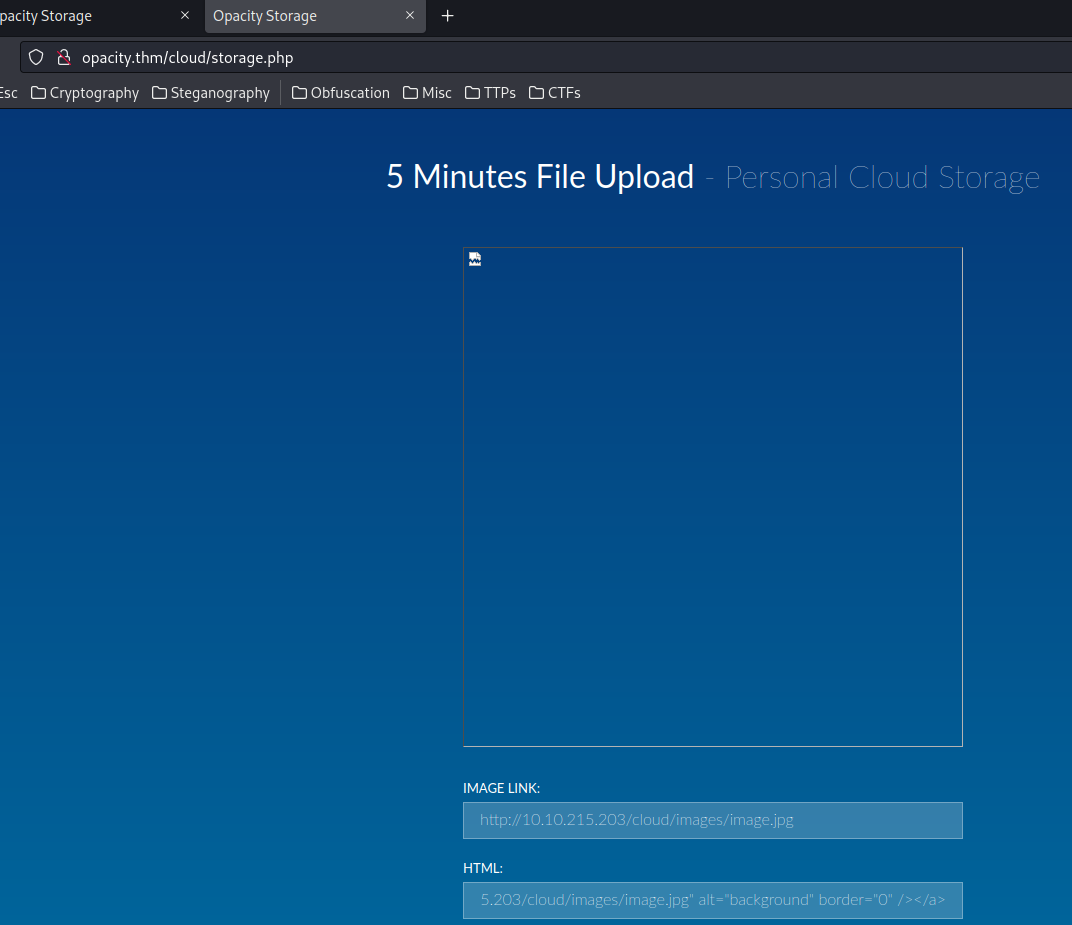 pacity Storage × Opacity Storage × +
opacity.thm/cloud/storage.php
Esc Cryptography Steganography Obfuscation Misc TTPs CTFs
5 Minutes File Upload - Personal Cloud Storage
IMAGE LINK:
http://10.10.215.203/cloud/images/image.jpg
HTML:
5.203/cloud/images/image.jpg" alt="background" border="0" /></a>